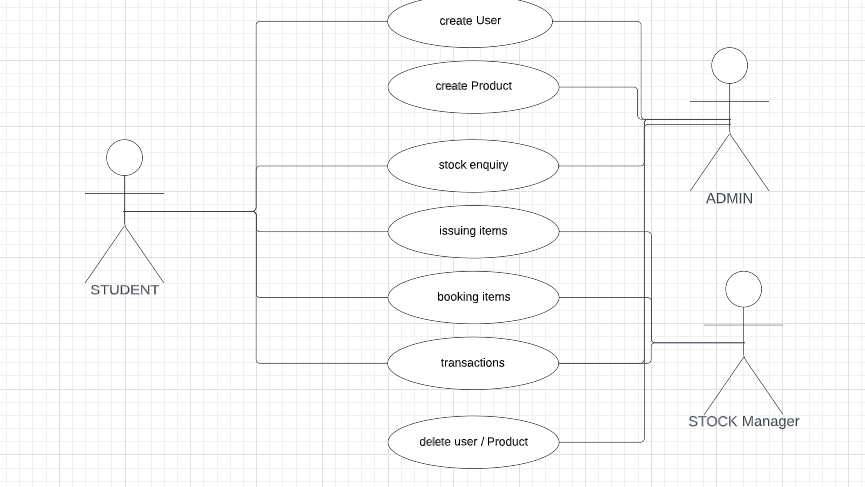 create User
create Product
stock enquiry
issuing items
booking items
transactions
delete user / Product
STUDENT
ADMIN
STOCK Manager